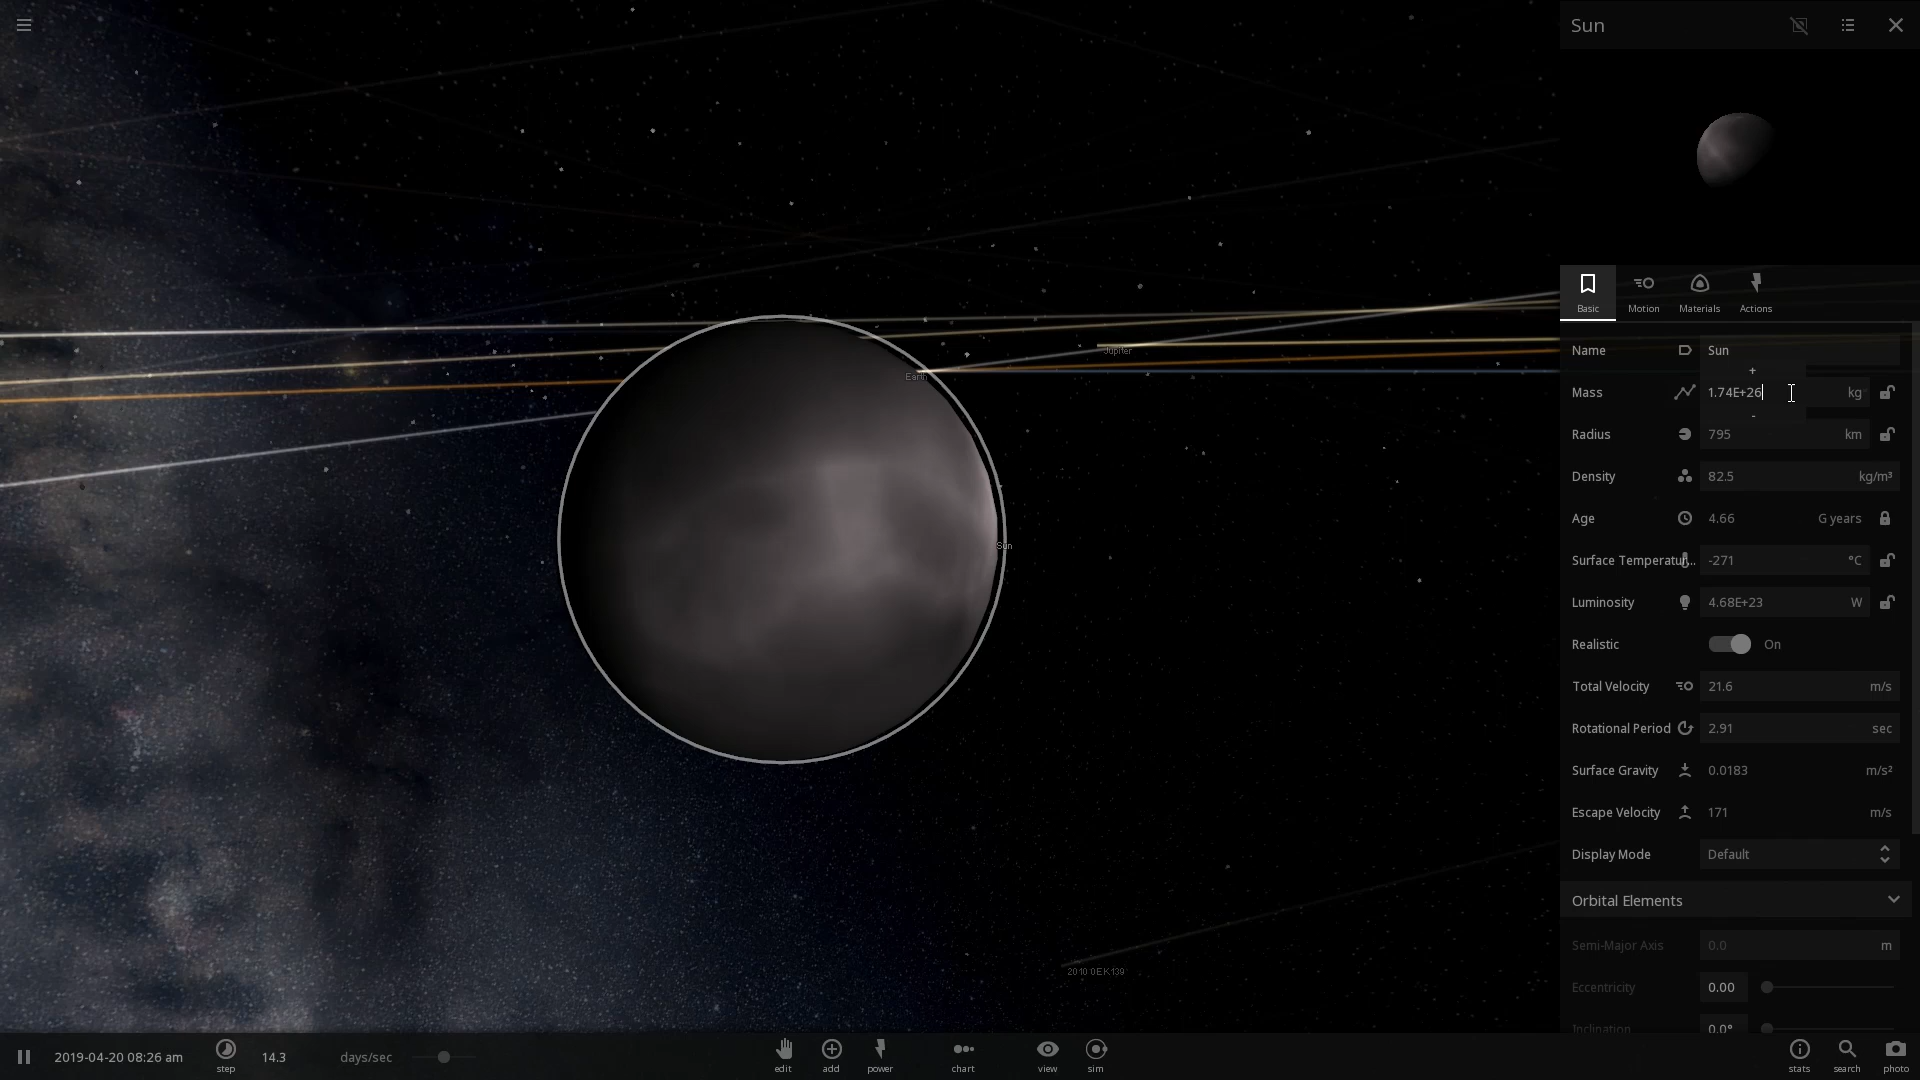 Sun
Jupiter
Earth
Sun
2010 0EK139
Basic
Motion
Materials
Actions
Name Sun
+
Mass 1.74E+26 kg
-
Radius 795 km
Density 82.5 kg/m³
Age 4.66 G years
Surface Temperatur... -271 °C
Luminosity 4.68E+23 W
Realistic On
Total Velocity 21.6 m/s
Rotational Period 2.91 sec
Surface Gravity 0.0183 m/s²
Escape Velocity 171 m/s
Display Mode Default
Orbital Elements
Semi-Major Axis 0.0 m
Eccentricity 0.00
Inclination 0.0°
2019-04-20 08:26 am
step
14.3 days/sec
edit
add
power
chart
view
sim
stats
search
photo